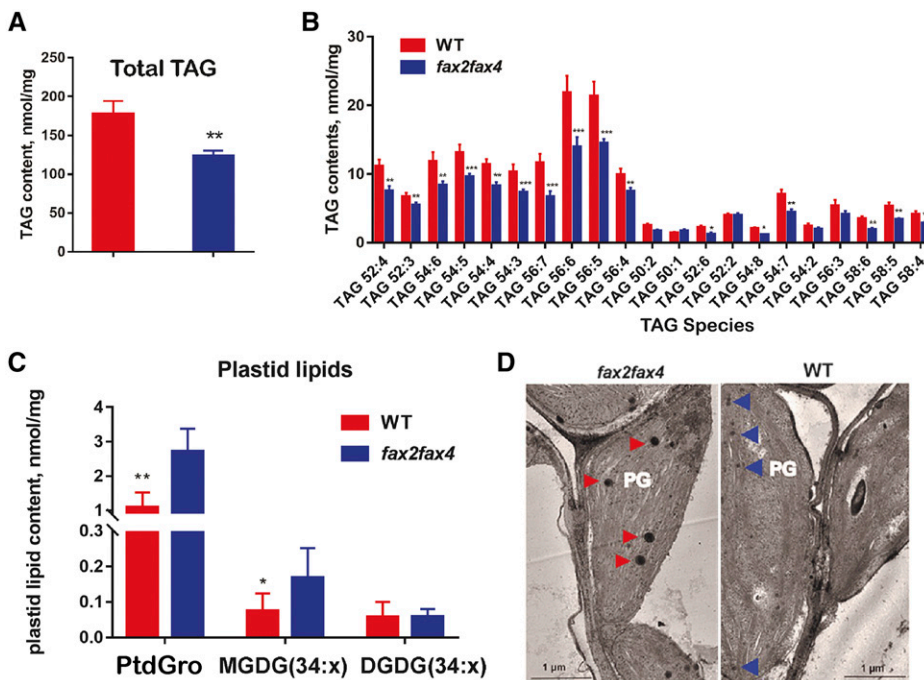 A
Total TAG
TAG content, nmol/mg
250
200
150
100
50
0
**
B
WT
fax2fax4
TAG contents, nmol/mg
30
20
10
0
** ** ** *** ** *** *** *** *** ** * * ** ** **
TAG 52:4
TAG 52:3
TAG 54:6
TAG 54:5
TAG 54:4
TAG 54:3
TAG 56:7
TAG 56:6
TAG 56:5
TAG 56:4
TAG 50:2
TAG 50:1
TAG 52:6
TAG 52:2
TAG 54:8
TAG 54:7
TAG 54:2
TAG 56:3
TAG 58:6
TAG 58:5
TAG 58:4
TAG Species
C
Plastid lipids
WT
fax2fax4
plastid lipid content, nmol/mg
4
3
2
1
0.3
0.2
0.1
0.0
** *
PtdGro MGDG(34:x) DGDG(34:x)
D
fax2fax4 WT
PG PG
1 µm 1 µm